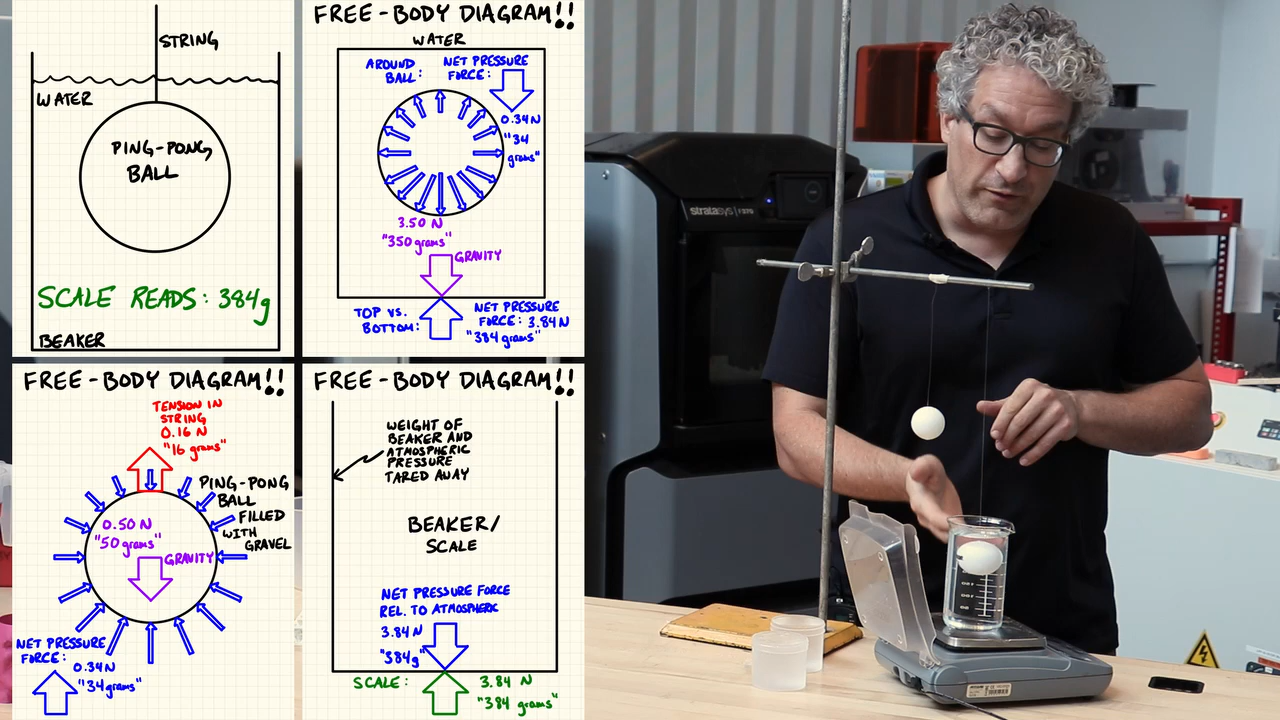 STRING
WATER
PING-PONG
BALL
SCALE READS: 384g
BEAKER
FREE-BODY DIAGRAM!!
WATER
AROUND
BALL:
NET PRESSURE
FORCE:
0.34N
"34
grams"
3.50 N
"350 grams"
GRAVITY
TOP VS.
BOTTOM:
NET PRESSURE
FORCE: 3.84N
"384 grams"
FREE-BODY DIAGRAM!!
TENSION IN
STRING
0.16 N
"16 grams"
PING-PONG
BALL
FILLED
WITH
GRAVEL
0.50 N
"50 grams"
GRAVITY
NET PRESSURE
FORCE:
0.34N
"34 grams"
FREE-BODY DIAGRAM!!
WEIGHT OF
BEAKER AND
ATMOSPHERIC
PRESSURE
TARED AWAY
BEAKER/
SCALE
NET PRESSURE FORCE
REL. TO ATMOSPHERIC
3.84N
"384g"
SCALE:
3.84 N
"384 grams"
stratasys